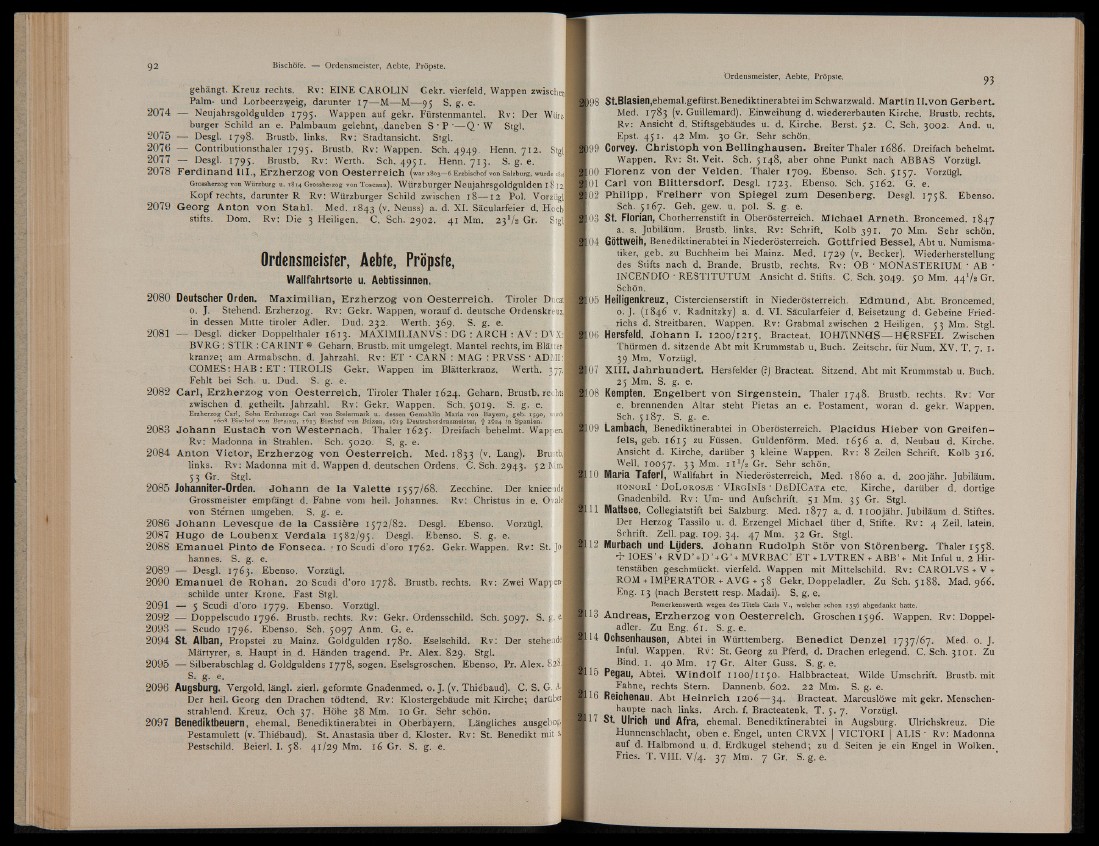 92
Bischöfe. — Ordensmeister, Aebte, Pröpste.
gehängt. Kreuz rechts. Rv: EINE CAROLIN Gekr. vierfeld. Wappen
Palm- und Lorbeerzweig, darunter 17—M—M—95 S. g. e.
2074 — Neujahrsgoldgulden 1795. Wappen auf gekr. Fürstenmantel. Rv: Der
burger Schild an e. Palmbaum gelehnt, daneben S · P · — Q · W Stgl.
2075 — Desgl. 1798. Brustb. links. Rv: Stadtansicht. Stgl.
2076 — Contributionsthaler 1795. Brustb. Rv: Wappen. Sch. 4949. Henn. 712. Stgl
2077 — Desgl. 1795. Brustb. Rv: Werth. Sch. 4951. Henn. 713. S. g. e.
2078 Ferdinand III., Erzherzog von Oesterreich (war 1803—6 Erzbischof von Salzburg, wurde
Grossherzog von Würzburg u. 1814 Grossherzog von Toscana). Würzburger Neujahrsgoldgulden
Kopf rechts, darunter R Rv: Würzburger Schild zwischen 18—12 Pol. Vorzügl
2079 Georg Anton von Stahl. Med. 1843 (v. Neuss) a. d. XI. Säcularfeier d. Hoch
stifts. Dom. Rv: Die 3 Heiligen. C. Sch. 2902. 41 Mm. 23½ Gr. Stgl
Ordensmeister, Aebte, Pröpste,
Wallfahrtsorte u. Aebtissinnen.
2080 Deutscher Orden. Maximilian, Erzherzog von Oesterreich. Tiroler
o. J. Stehend. Erzherzog. Rv: Gekr. Wappen, worauf d. deutsche Ordenskreuz,
in dessen Mitte tiroler Adler. Dud. 232. Werth. 369. S. g. e.
2081 — Desgl. dicker Doppelthaler 1613. MAXIMILIANVS : DG : ARCH : AV :
BVRG : STIR : CARINT ® Geharn. Brustb. mit umgelegt. Mantel rechts, im Blätter
kranze; am Armabschn. d. Jahrzahl. Rv: ET · CARN : MAG : PRVSS ·
COMES : HAB : ET : TIROLIS Gekr. Wappen im Blätterkranz. Werth. 377.
Fehlt bei Sch. u. Dud. S. g. e.
2082 Carl, Erzherzog von Oesterreich. Tiroler Thaler 1624. Geharn. Brustb. rechts
zwischen d. getheilt. Jahrzahl. Rv: Gekr. Wappen. Sch. 5019. S. g. e.
Erzherzog Carl, Sohn Erzherzogs Carl von Steiermark u. dessen Gemahlin Maria von Bayern, geb. 1590,
1608 Bischof von Breslau, 1613 Bischof von Brixen, 1619 Deutschordensmeister, † 1624 in Spanien.
2083 Johann Eustach von Westernach. Thaler 1625. Dreifach behelmt. Wappen.
Rv: Madonna in Strahlen. Sch. 5020. S. g. e.
2084 Anton Victor, Erzherzog von Oesterreich. Med. 1833 (v. Lang). Brustb.
links. Rv: Madonna mit d. Wappen d. deutschen Ordens. C. Sch. 2943. 52 Mm.
53 Gr. Stgl.
2085 Johanniter-Orden. Johann de la Valette 1557/68. Zecchine. Der knieende
Grossmeister empfängt d. Fahne vom heil. Johannes. Rv: Christus in e. Oval
von Sternen umgeben. S. g. e.
2086 Johann Levesque de la Cassière 1572/82. Desgl. Ebenso. Vorzügl.
2087 Hugo de Loubenx Verdala 1582/95. Desgl. Ebenso. S. g. e.
2088 Emanuel Pinto de Fonseca. 10 Scudi d'oro 1762. Gekr. Wappen. Rv: St. Jo
hannes. S. g. e.
2089 — Desgl. 1763. Ebenso. Vorzügl.
2090 Emanuel de Rohan. 20 Scudi d'oro 1778. Brustb. rechts. Rv: Zwei Wappen
schilde unter Krone. Fast Stgl.
2091 — 5 Scudi d'oro 1779. Ebenso. Vorzügl.
2092 — Doppelscudo 1796. Brustb. rechts. Rv: Gekr. Ordensschild. Sch. 5097. S. g. e.
2093 — Scudo 1796. Ebenso. Sch. 5097 Anm. G. e.
2094 St. Alban, Propstei zu Mainz. Goldgulden 1780. Eselschild. Rv: Der stehende
Märtyrer, s. Haupt in d. Händen tragend. Pr. Alex. 829. Stgl.
2095 — Silberabschlag d. Goldguldens 1778, sogen. Eselsgroschen. Ebenso. Pr. Alex. 828.
S. g. e.
2096 Augsburg. Vergold. längl. zierl. geformte Gnadenmed. o. J. (v. Thiébaud). C. S. G. A.
Der heil. Georg den Drachen tödtend. Rv: Klostergebäude mit Kirche; darüber
strahlend. Kreuz. Och 37. Höhe 38 Mm. 10 Gr. Sehr schön.
2097 Benediktbeuern, ehemal. Benediktinerabtei in Oberbayern. Längliches ausgebog.
Pestamulett (v. Thiébaud). St. Anastasia über d. Kloster. Rv: St. Benedikt mit
Pestschild. Beierl. I. 58. 41/29 Mm. 16 Gr. S. g. e.
Ordensmeister, Aebte, Pröpste.
93
2098 St.Blasien, ehemal. gefürst. Benediktinerabtei im Schwarzwald. Martin II. von Gerbert.
Med. 1783 (v. Guillemard). Einweihung d. wiedererbauten Kirche. Brustb. rechts.
Rv: Ansicht d. Stiftsgebäudes u. d. Kirche. Berst. 52. C. Sch. 3002. And. u.
Epst. 451. 42 Mm. 30 Gr. Sehr schön.
2099 Corvey. Christoph von Bellinghausen. Breiter Thaler 1686. Dreifach behelmt.
Wappen. Rv: St. Veit. Sch. 5148, aber ohne Punkt nach ABBAS Vorzügl.
2100 Florenz von der Velden. Thaler 1709. Ebenso. Sch. 5157. Vorzügl.
2101 Carl von Blittersdorf. Desgl. 1723. Ebenso. Sch. 5162. G. e.
2102 Philipp, Freiherr von Spiegel zum Desenberg. Desgl. 1758. Ebenso.
Sch. 5167. Geh. gew. u. pol. S. g. e.
2103 St. Florian, Chorherrenstift in Oberösterreich. Michael Arneth. Broncemed. 1847
a. s. Jubiläum. Brustb. links. Rv: Schrift. Kolb 391. 70 Mm. Sehr schön.
2104 Göttweih, Benediktinerabtei in Niederösterreich. Gottfried Bessel, Abt u. Numisma-
tiker, geb. zu Buchheim bei Mainz. Med. 1729 (v. Becker). Wiederherstellung
des Stifts nach d. Brande. Brustb. rechts. Rv: OB · MONASTERIUM · AB ·
INCENDIO · RESTITUTUM Ansicht d. Stifts. C. Sch. 3049. 50 Mm. 44½ Gr.
Schön.
2105 Heiligenkreuz, Cistercienserstift in Niederösterreich. Edmund, Abt. Broncemed.
o. J. (1846 v. Radnitzky) a. d. VI. Säcularfeier d. Beisetzung d. Gebeine Fried-
richs d. Streitbaren. Wappen. Rv: Grabmal zwischen 2 Heiligen. 53 Mm. Stgl.
2106 Hersfeld. Johann I. 1200/1215. Bracteat. IOHANNES—HERSFEL Zwischen
Thürmen d. sitzende Abt mit Krummstab u. Buch. Zeitschr. für Num. XV. T. 7. 1.
39 Mm. Vorzügl.
2107 XIII. Jahrhundert. Hersfelder (?) Bracteat. Sitzend. Abt mit Krummstab u. Buch.
25 Mm. S. g. e.
2108 Kempten. Engelbert von Sirgenstein. Thaler 1748. Brustb. rechts. Rv: Vor
e. brennenden Altar steht Pietas an e. Postament, woran d. gekr. Wappen.
Sch. 5187. S. g. e.
2109 Lambach, Benediktinerabtei in Oberösterreich. Placidus Hieber von Greifen-
fels, geb. 1615 zu Füssen. Guldenförm. Med. 1656 a. d. Neubau d. Kirche.
Ansicht d. Kirche, darüber 3 kleine Wappen. Rv: 8 Zeilen Schrift. Kolb 316.
Well. 10057. 33 Mm. 11½ Gr. Sehr schön.
2110 Maria Taferl, Wallfahrt in Niederösterreich. Med. 1860 a. d. 200jähr. Jubiläum.
HONORI · DOLOROSÆ · VIRGINIS · DEDICATA etc. Kirche, darüber d. dortige
Gnadenbild. Rv: Um- und Aufschrift. 51 Mm. 35 Gr. Stgl.
2111 Mattsee, Collegiatstift bei Salzburg. Med. 1877 a. d. 1100jähr. Jubiläum d. Stiftes.
Der Herzog Tassilo u. d. Erzengel Michael über d. Stifte. Rv: 4 Zeil. latein.
Schrift. Zell. pag. 109. 34. 47 Mm. 32 Gr. Stgl.
2112 Murbach und Lüders. Johann Rudolph Stör von Störenberg. Thaler 1558.
✢ IOES'+ RVD'+D'+G'+ MVRBAC' ET + LVTREN + ABB'+ Mit Inful u. 2 Hir-
tenstäben geschmückt. vierfeld. Wappen mit Mittelschild. Rv: CAROLVS + V +
ROM + IMPERATOR + AVG + 58 Gekr. Doppeladler. Zu Sch. 5188. Mad. 966.
Eng. 13 (nach Berstett resp. Madai). S. g. e.
Bemerkenswerth wegen des Titels Carls V., welcher schon 1556 abgedankt hatte.
2113 Andreas, Erzherzog von Oesterreich. Groschen 1596. Wappen. Rv: Doppel-
adler. Zu Eng. 61. S. g. e.
2114 Ochsenhausen, Abtei in Württemberg. Benedict Denzel 1737/67. Med. o. J.
Inful. Wappen. Rv: St. Georg zu Pferd, d. Drachen erlegend. C. Sch. 3101. Zu
Bind. 1. 40 Mm. 17 Gr. Alter Guss. S. g. e.
2115 Pegau, Abtei. Windolf 1100/1150. Halbbracteat. Wilde Umschrift. Brustb. mit
Fahne, rechts Stern. Dannenb. 602. 22 Mm. S. g. e.
2116 Reichenau. Abt Heinrich 1206—34. Bracteat. Marcuslöwe mit gekr. Menschen-
haupte nach links. Arch. f. Bracteatenk. T. 5. 7. Vorzügl.
2117 St. Ulrich und Afra, ehemal. Benediktinerabtei in Augsburg. Ulrichskreuz. Die
Hunnenschlacht, oben e. Engel, unten CRVX | VICTORI | ALIS · Rv: Madonna
auf d. Halbmond u. d. Erdkugel stehend; zu d. Seiten je ein Engel in Wolken.
Fries. T. VIII. V/4. 37 Mm. 7 Gr. S. g. e.